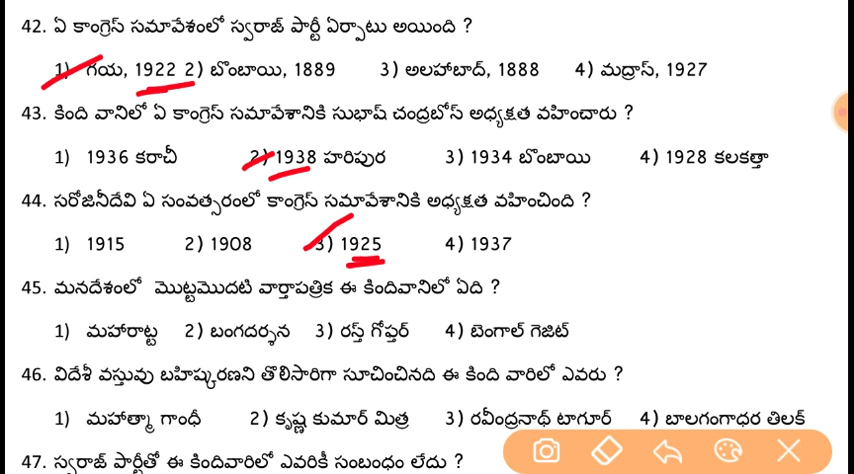 42. ఏ కాంగ్రెస్ సమావేశంలో స్వరాజ్ పార్టీ ఏర్పాటు అయింది ?
1) గయ, 1922 2) బొంబాయి, 1889 3) అలహాబాద్, 1888 4) మద్రాస్, 1927
43. కింది వానిలో ఏ కాంగ్రెస్ సమావేశానికి సుభాష్ చంద్రబోస్ అధ్యక్షత వహించారు ?
1) 1936 కరాచీ 2) 1938 హరిపుర 3) 1934 బొంబాయి 4) 1928 కలకత్తా
44. సరోజినీదేవి ఏ సంవత్సరంలో కాంగ్రెస్ సమావేశానికి అధ్యక్షత వహించింది ?
1) 1915 2) 1908 3) 1925 4) 1937
45. మనదేశంలో మొట్టమొదటి వార్తాపత్రిక ఈ కిందివానిలో ఏది ?
1) మహారాట్ట 2) బంగదర్శన 3) రస్త్ గోఫ్తర్ 4) బెంగాల్ గెజిట్
46. విదేశీ వస్తువు బహిష్కరణని తొలిసారిగా సూచించినది ఈ కింది వారిలో ఎవరు ?
1) మహాత్మా గాంధీ 2) కృష్ణ కుమార్ మిత్ర 3) రవీంద్రనాథ్ టాగూర్ 4) బాలగంగాధర తిలక్
47. స్వరాజ్ పార్టీతో ఈ కిందివారిలో ఎవరికి సంబంధం లేదు ?